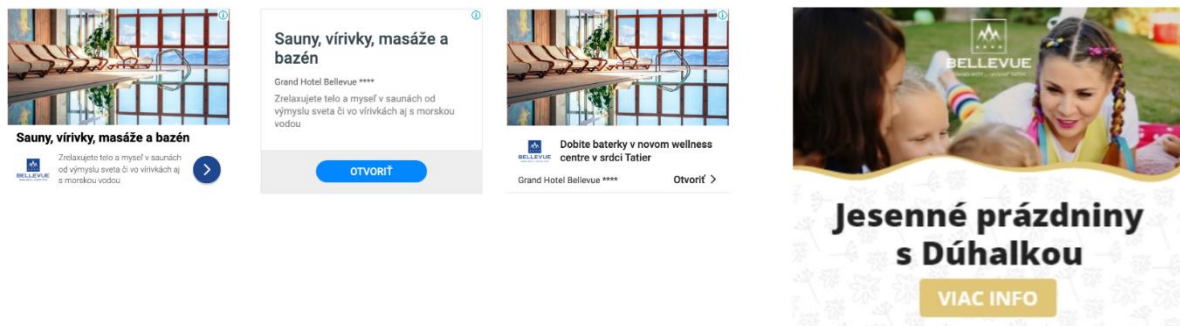 Sauny, vírivky, masáže a bazén
BELLEVUE
Zrelaxujete telo a myseľ v saunách
od výmyslu sveta či vo vírivkách aj
s morskou vodou
Sauny, vírivky, masáže a
bazén
Grand Hotel Bellevue ****
Zrelaxujete telo a myseľ v saunách od
výmyslu sveta či vo vírivkách aj s morskou
vodou
OTVORIŤ
BELLEVUE
Dobite baterky v novom wellness
centre v srdci Tatier
Grand Hotel Bellevue ****
Otvoriť >
BELLEVUE
Jesenné prázdniny
s Dúhalkou
VIAC INFO